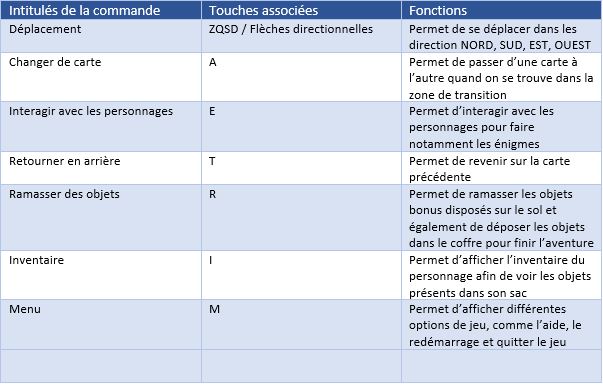 Intitulés de la commande Touches associées Fonctions
Déplacement ZQSD / Flèches directionnelles Permet de se déplacer dans les
direction NORD, SUD, EST, OUEST
Changer de carte A Permet de passer d'une carte à
l'autre quand on se trouve dans la
zone de transition
Interagir avec les personnages E Permet d'interagir avec les
personnages pour faire
notamment les énigmes
Retourner en arrière T Permet de revenir sur la carte
précédente
Ramasser des objets R Permet de ramasser les objets
bonus disposés sur le sol et
également de déposer les objets
dans le coffre pour finir l'aventure
Inventaire I Permet d'afficher l'inventaire du
personnage afin de voir les objets
présents dans son sac
Menu M Permet d'afficher différentes
options de jeu, comme l'aide, le
redémarrage et quitter le jeu